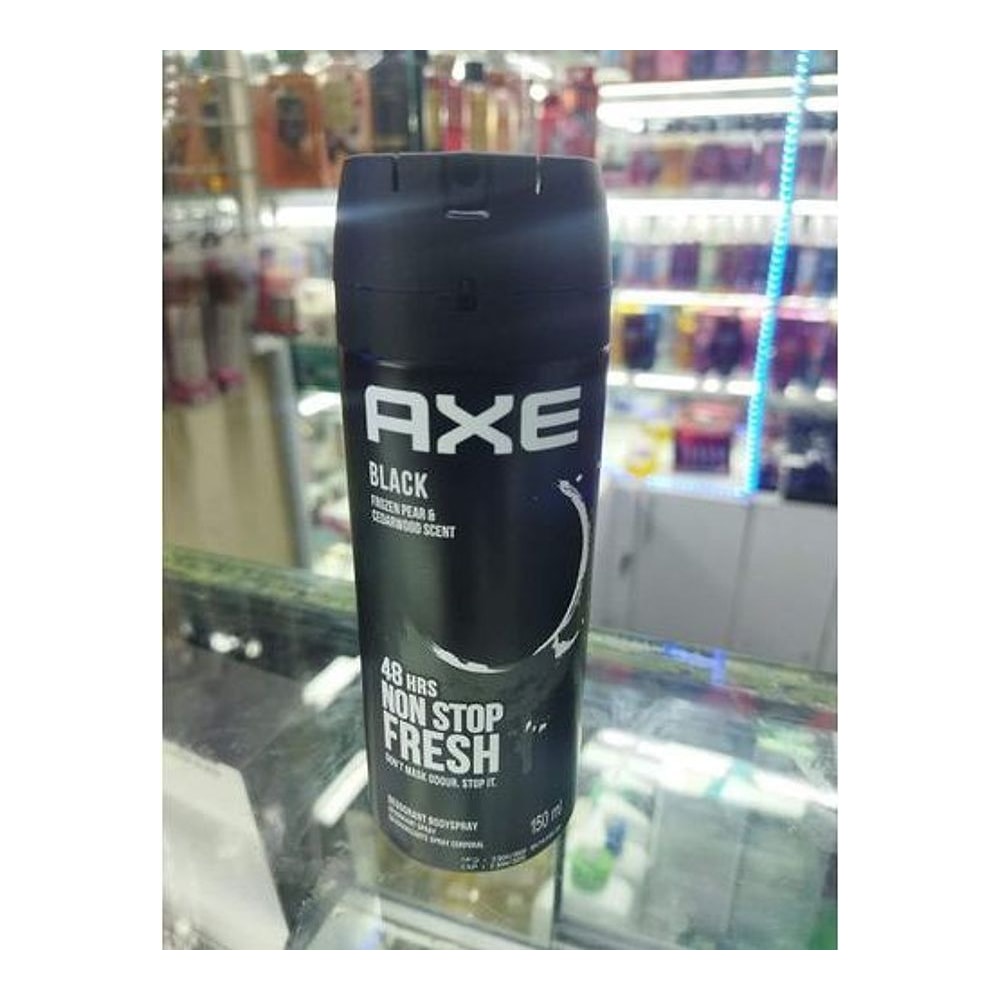 AXE
BLACK
FROZEN PEAR &
CEDARWOOD SCENT
48 HRS
NON STOP
FRESH
DON'T MASK ODOUR. STOP IT.
DEODORANT BODYSPRAY
150 ml